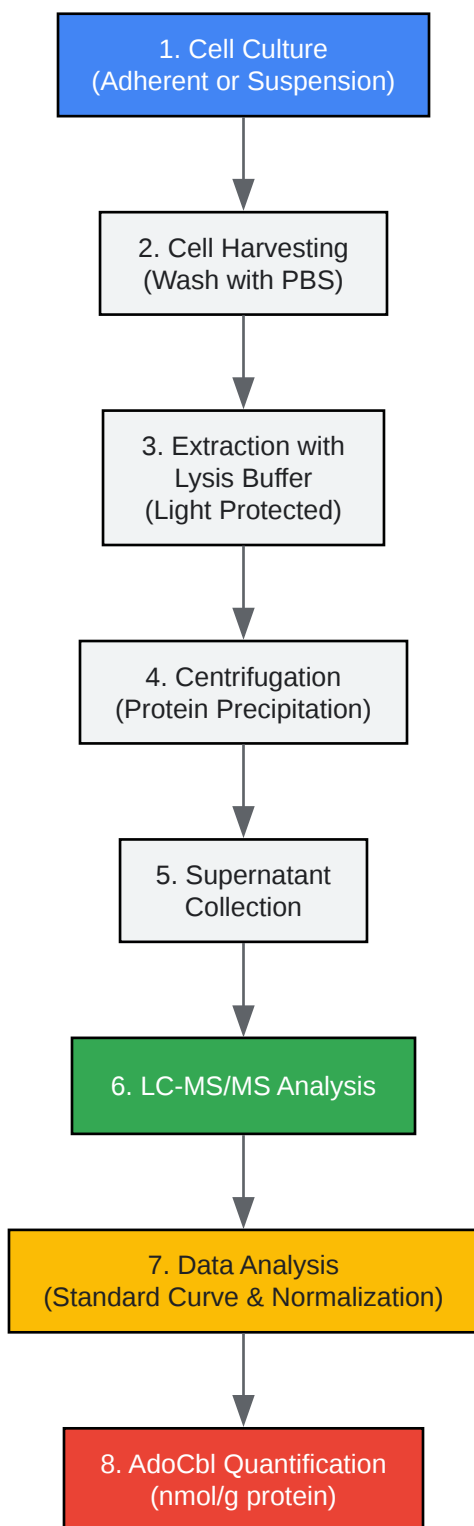 1. Cell Culture
(Adherent or Suspension)
2. Cell Harvesting
(Wash with PBS)
3. Extraction with
Lysis Buffer
(Light Protected)
4. Centrifugation
(Protein Precipitation)
5. Supernatant
Collection
6. LC-MS/MS Analysis
7. Data Analysis
(Standard Curve & Normalization)
8. AdoCbl Quantification
(nmol/g protein)